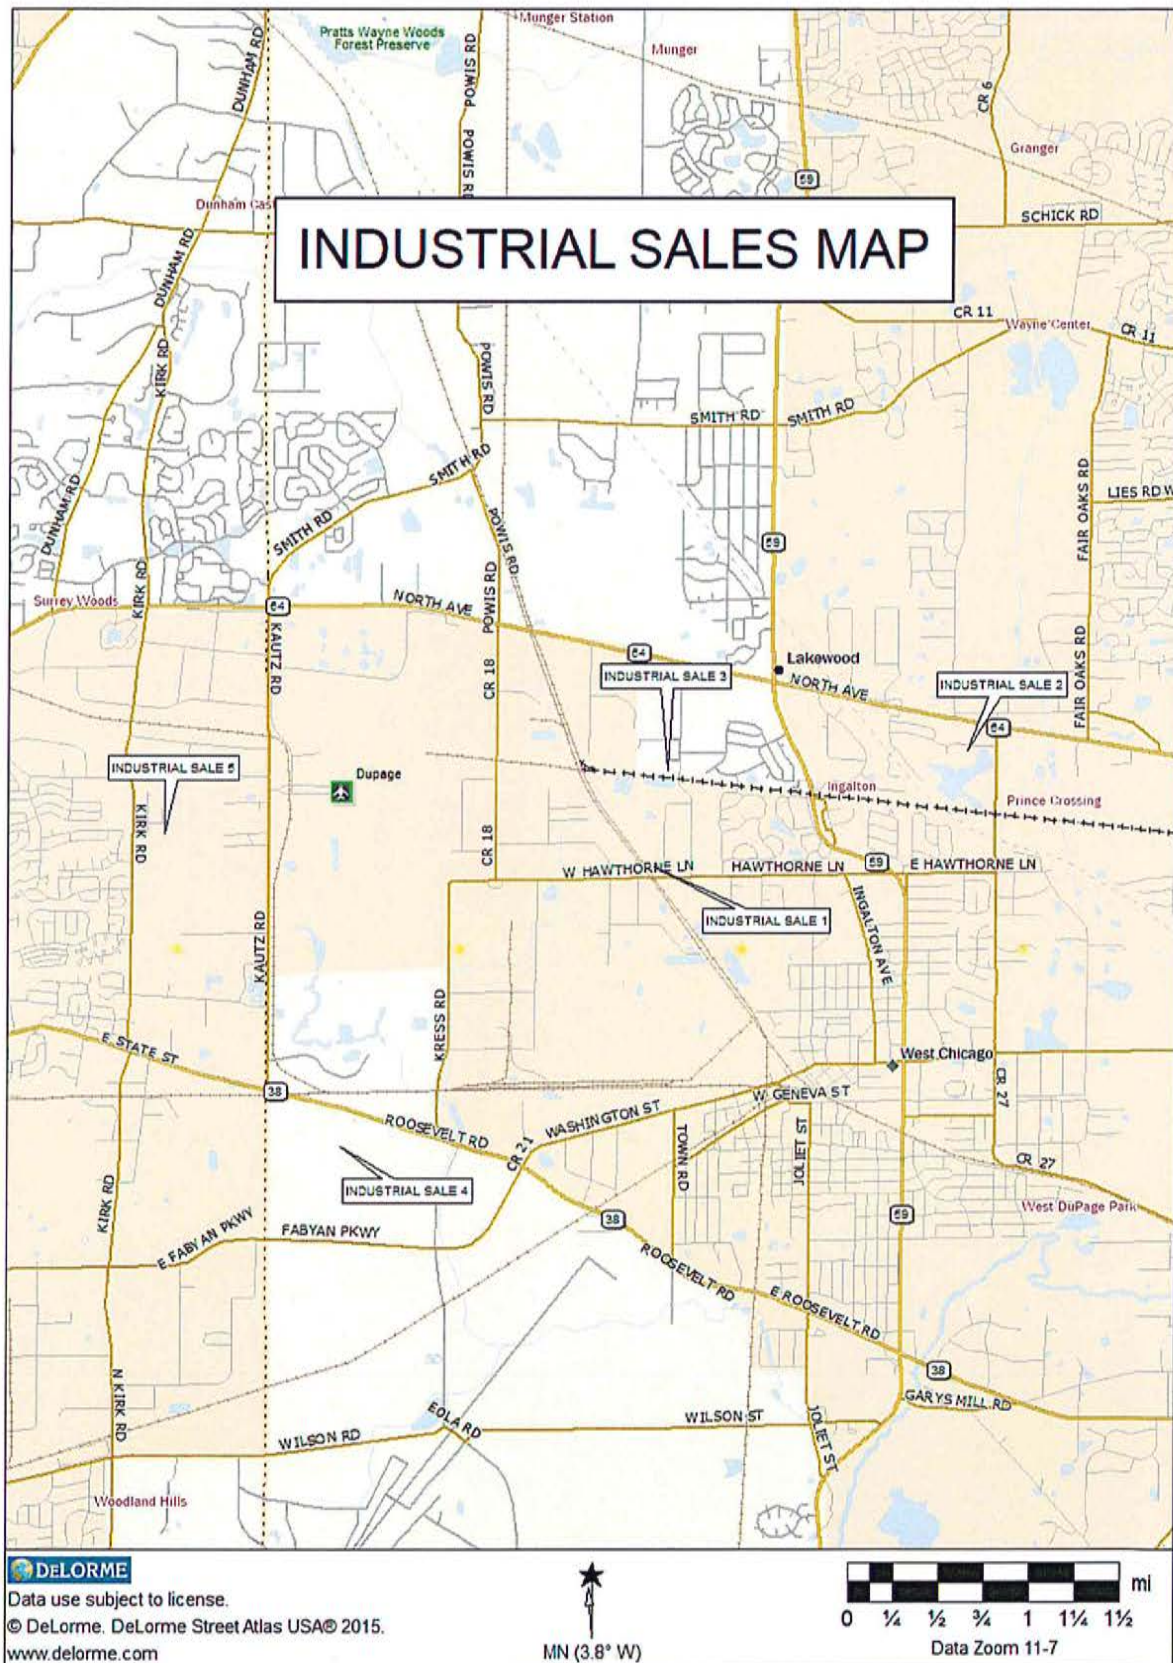 Munger Station
Pratts Wayne Woods
Forest Preserve
DUNHAM RD
POWIS RD
Munger
CR 6
POWIS RD
Granger
59
Dunham Cas
SCHICK RD
INDUSTRIAL SALES MAP
DUNHAM RD
CR 11
Wayne Center
CR 11
KIRK RD
POWIS RD
SMITH RD
SMITH RD
SMITH RD
DUNHAM RD
FAIR OAKS RD
LIES RD W
SMITH RD
POWIS RD
59
KIRK RD
POWIS RD
Surrey Woods
64
NORTH AVE
KAUTZ RD
FAIR OAKS RD
64
Lakewood
CR 18
INDUSTRIAL SALE 3
NORTH AVE
INDUSTRIAL SALE 2
64
INDUSTRIAL SALE 5
Dupage
Ingalton
Prince Crossing
KIRK RD
CR 18
W HAWTHORNE LN
HAWTHORNE LN
59
E HAWTHORNE LN
INDUSTRIAL SALE 1
INGALTON AVE
KAUTZ RD
KRESS RD
E STATE ST
West Chicago
38
W GENEVA ST
CR 27
ROOSEVELT RD
WASHINGTON ST
CR 21
TOWN RD
JOLIET ST
CR 27
INDUSTRIAL SALE 4
KIRK RD
West DuPage Park
E FABYAN PKWY
FABYAN PKWY
38
59
ROOSEVELT RD
E ROOSEVELT RD
38
N KIRK RD
GARYS MILL RD
EOLA RD
WILSON ST
JOLIET ST
WILSON RD
Woodland Hills
DELORME
Data use subject to license.
© DeLorme. DeLorme Street Atlas USA® 2015.
www.delorme.com
MN (3.8° W)
mi
0 ¼ ½ ¾ 1 1¼ 1½
Data Zoom 11-7